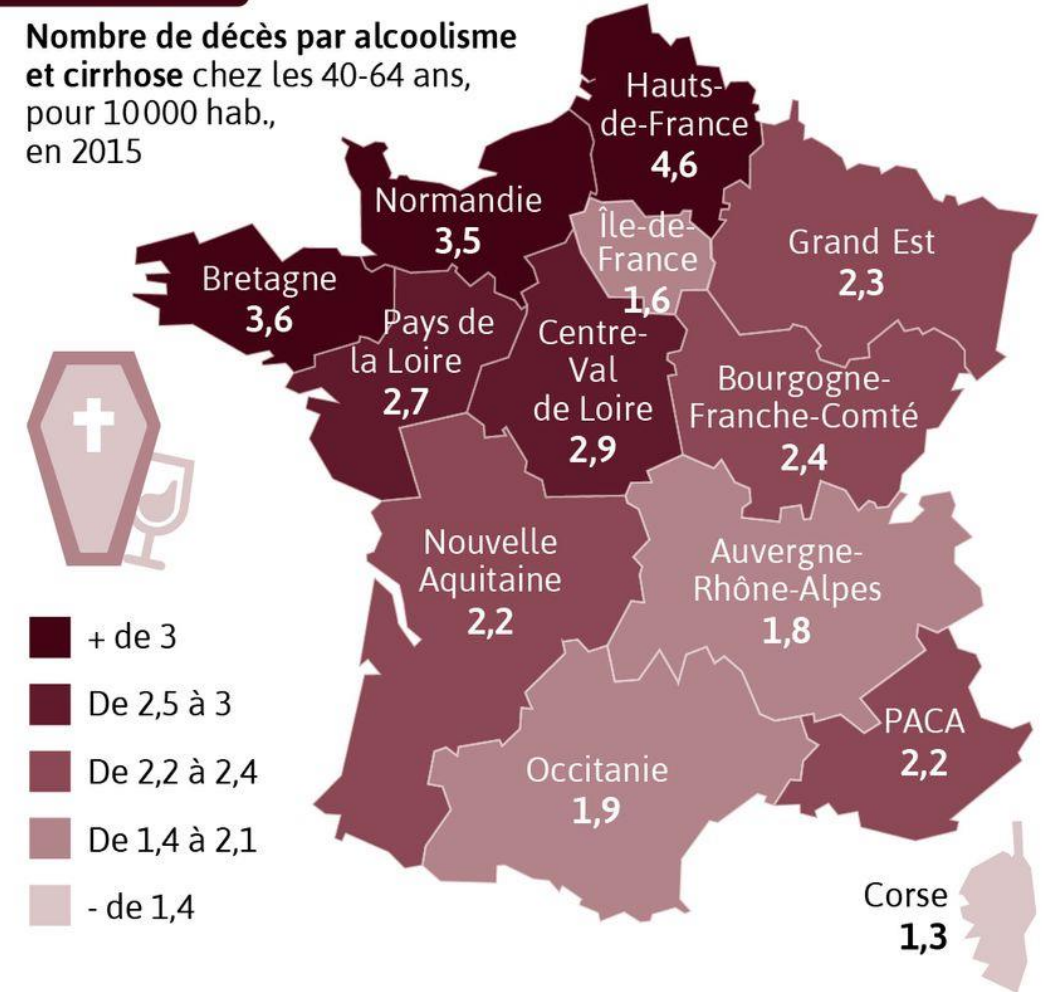 Nombre de décès par alcoolisme
et cirrhose chez les 40-64 ans,
pour 10 000 hab.,
en 2015
Hauts-
de-France
4,6
Normandie
3,5
Île-de-
France
1,6
Grand Est
2,3
Bretagne
3,6
Pays de
la Loire
2,7
Centre-
Val
de Loire
2,9
Bourgogne-
Franche-Comté
2,4
Nouvelle
Aquitaine
2,2
Auvergne-
Rhône-Alpes
1,8
PACA
2,2
Occitanie
1,9
Corse
1,3
+ de 3
De 2,5 à 3
De 2,2 à 2,4
De 1,4 à 2,1
- de 1,4